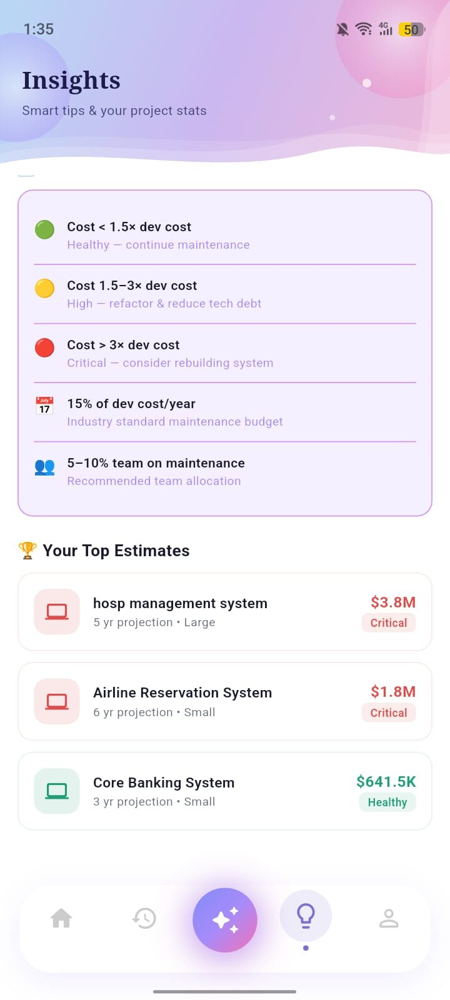 1:35
4G
50
Insights
Smart tips & your project stats
Cost < 1.5× dev cost
Healthy — continue maintenance
Cost 1.5–3× dev cost
High — refactor & reduce tech debt
Cost > 3× dev cost
Critical — consider rebuilding system
July
17
15% of dev cost/year
Industry standard maintenance budget
5–10% team on maintenance
Recommended team allocation
🏆 Your Top Estimates
hosp management system
$3.8M
5 yr projection • Large
Critical
Airline Reservation System
$1.8M
6 yr projection • Small
Critical
Core Banking System
$641.5K
3 yr projection • Small
Healthy